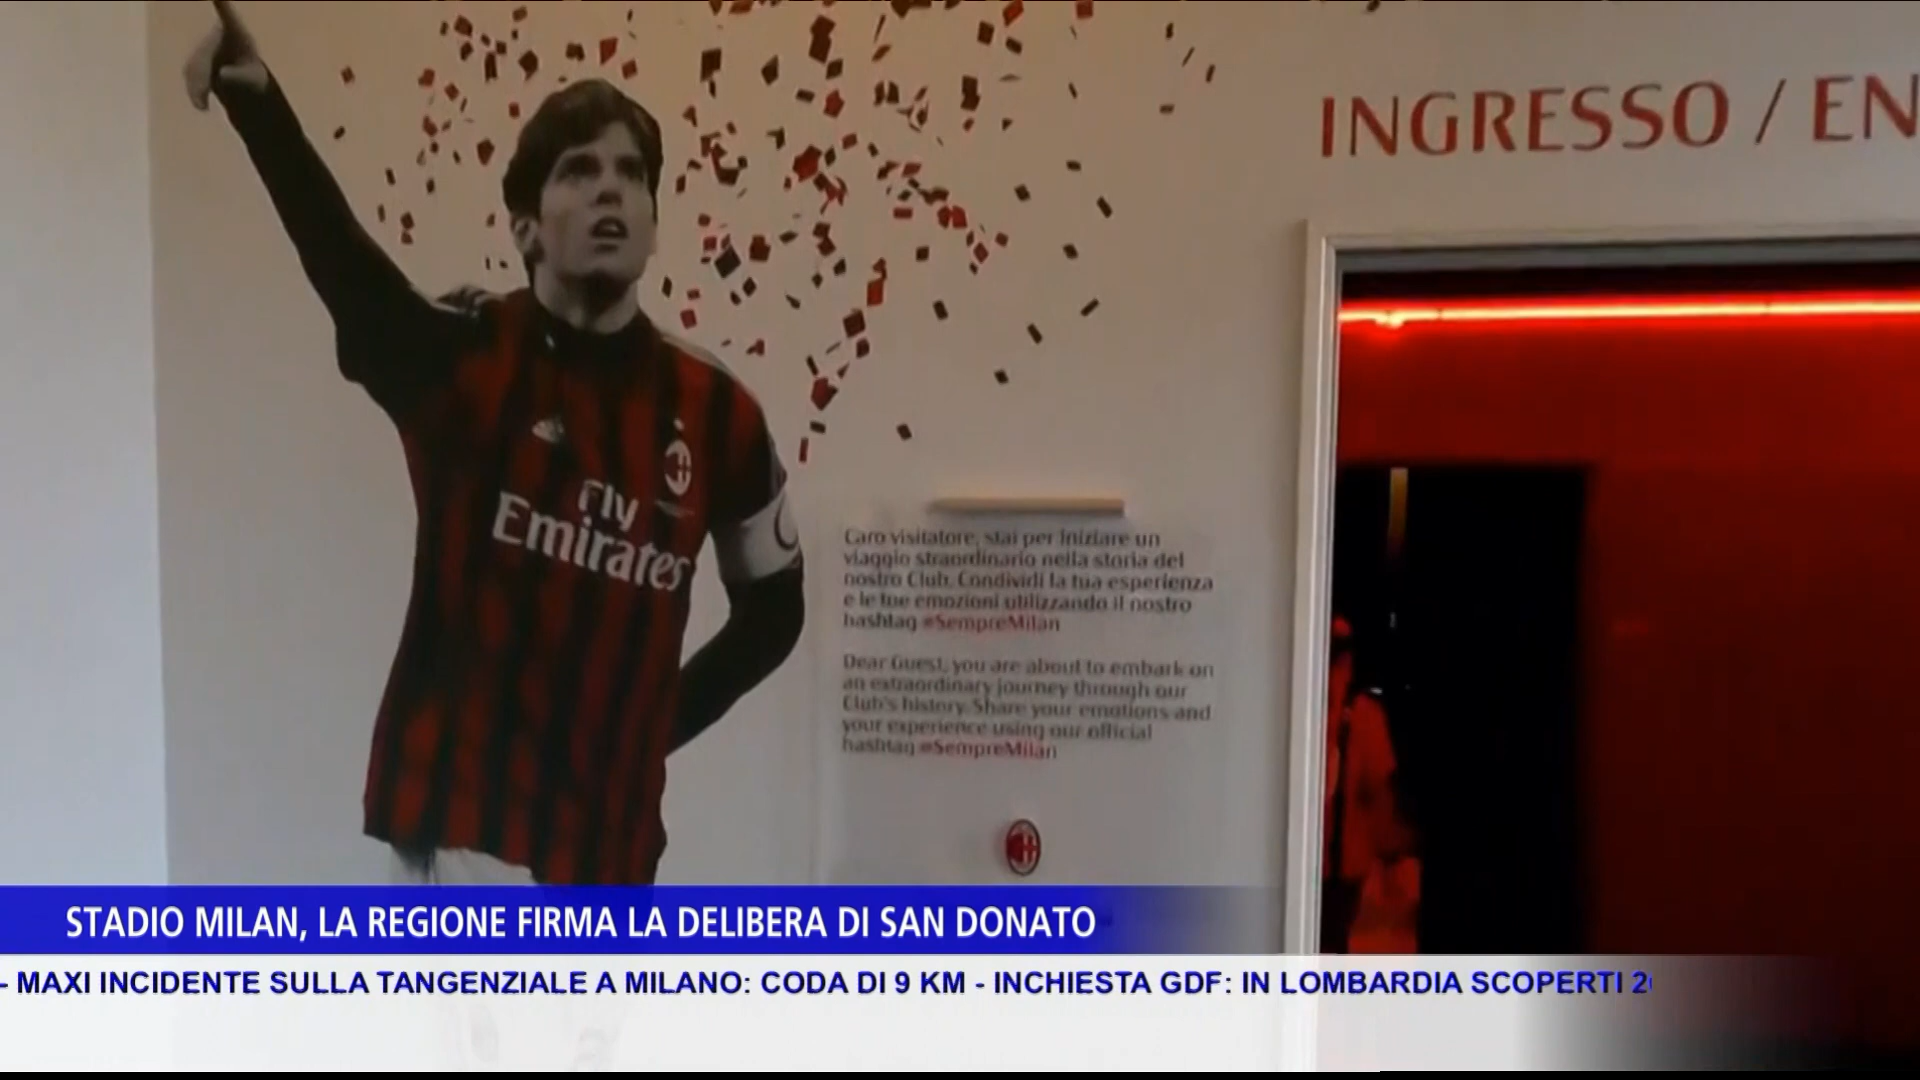 INGRESSO / EN
Fly
Emirates
Caro visitatore, stai per iniziare un
viaggio straordinario nella storia del
nostro Club. Condividi la tua esperienza
e le tue emozioni utilizzando il nostro
hashtag #SempreMilan
Dear Guest, you are about to embark on
an extraordinary journey through our
Club's history. Share your emotions and
your experience using our official
hashtag #SempreMilan
STADIO MILAN, LA REGIONE FIRMA LA DELIBERA DI SAN DONATO
- MAXI INCIDENTE SULLA TANGENZIALE A MILANO: CODA DI 9 KM - INCHIESTA GDF: IN LOMBARDIA SCOPERTI